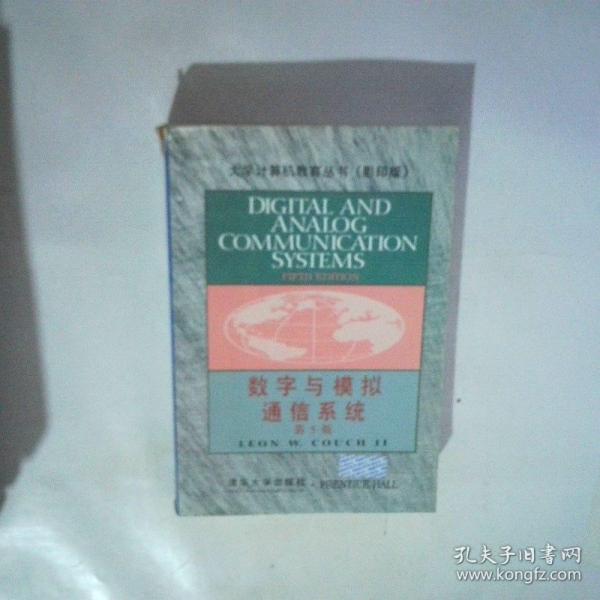 大学计算机教育丛书（影印版）
DIGITAL AND
ANALOG
COMMUNICATION
SYSTEMS
FIFTH EDITION
数字与模拟
通信系统
第5版
LEON W. COUCH II
清华大学出版社 · PRENTICE HALL
孔夫子旧书网
www.kongfz.com